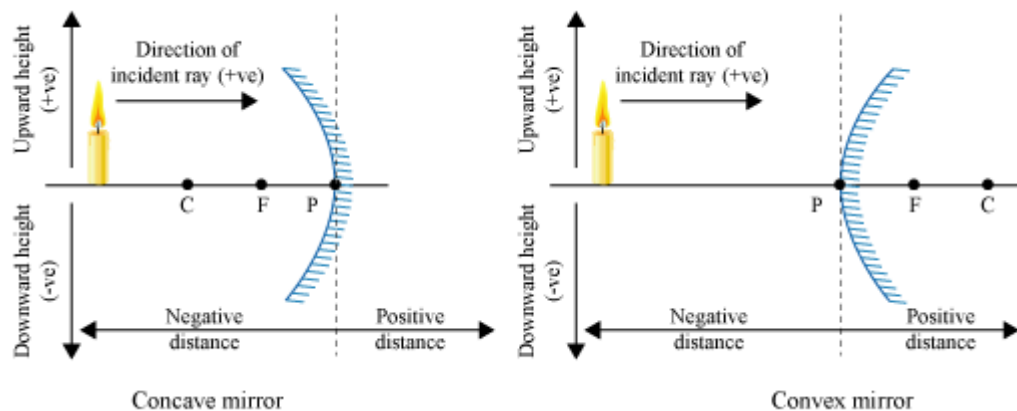 Upward height
(+ve)
Direction of
incident ray (+ve)
C
F
P
Downward height
(-ve)
Negative
distance
Positive
distance
Concave mirror
Upward height
(+ve)
Direction of
incident ray (+ve)
P
F
C
Downward height
(-ve)
Negative
distance
Positive
distance
Convex mirror